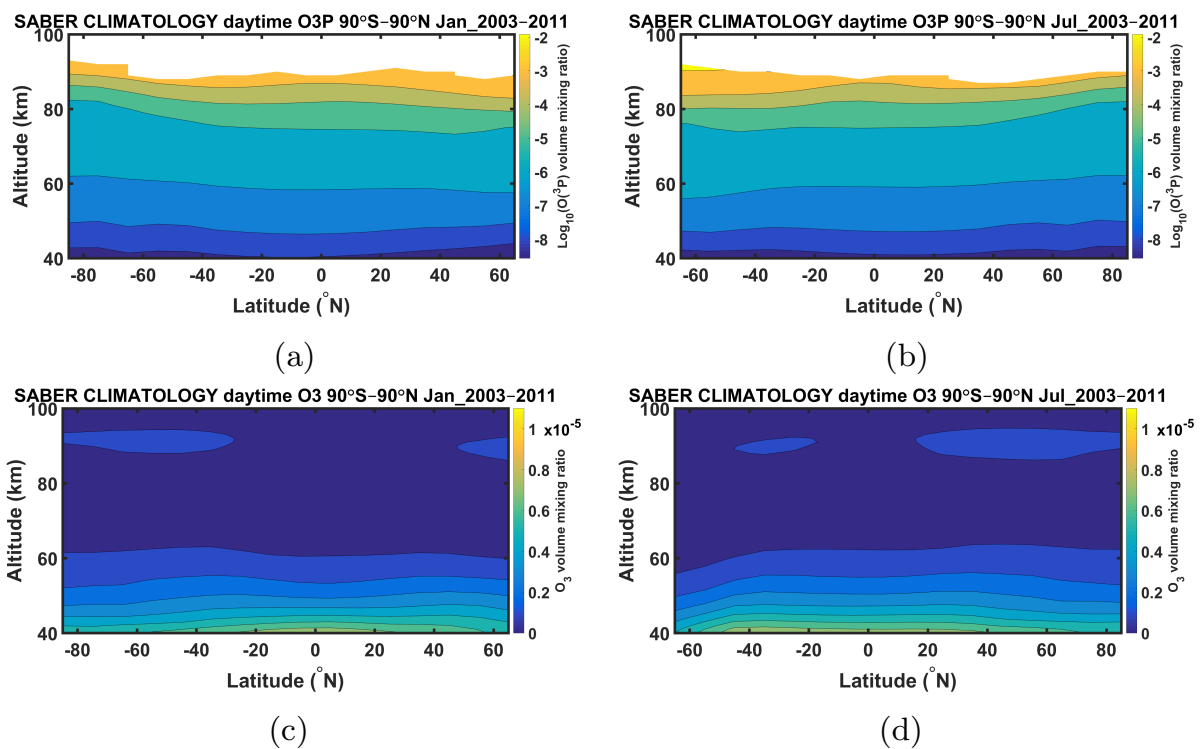 SABER CLIMATOLOGY daytime O3P 90°S−90°N Jan_2003−2011
100
80
60
40
Altitude (km)
-80 -60 -40 -20 0 20 40 60
Latitude (°N)
-2
-3
-4
-5
-6
-7
-8
Log10(O(3P) volume mixing ratio)
(a)
SABER CLIMATOLOGY daytime O3P 90°S−90°N Jul_2003−2011
100
80
60
40
Altitude (km)
-60 -40 -20 0 20 40 60 80
Latitude (°N)
-2
-3
-4
-5
-6
-7
-8
Log10(O(3P) volume mixing ratio)
(b)
SABER CLIMATOLOGY daytime O3 90°S−90°N Jan_2003−2011
100
80
60
40
Altitude (km)
-80 -60 -40 -20 0 20 40 60
Latitude (°N)
1 x10-5
0.8
0.6
0.4
0.2
0
O3 volume mixing ratio
(c)
SABER CLIMATOLOGY daytime O3 90°S−90°N Jul_2003−2011
100
80
60
40
Altitude (km)
-60 -40 -20 0 20 40 60 80
Latitude (°N)
1 x10-5
0.8
0.6
0.4
0.2
0
O3 volume mixing ratio
(d)